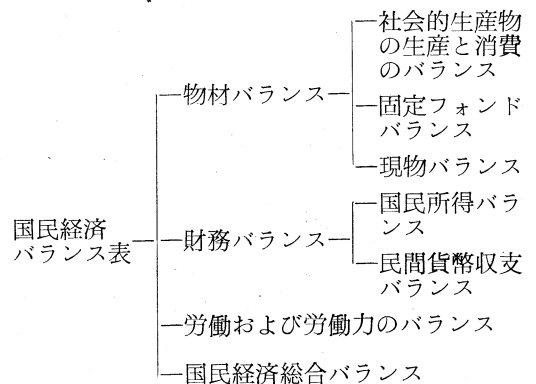 社会的生産物
の生産と消費
のバランス
物材バランス
固定フォンド
バランス
現物バランス
国民所得バラ
ンス
国民経済
バランス表
財務バランス
民間貨幣収支
バランス
労働および労働力のバランス
国民経済総合バランス